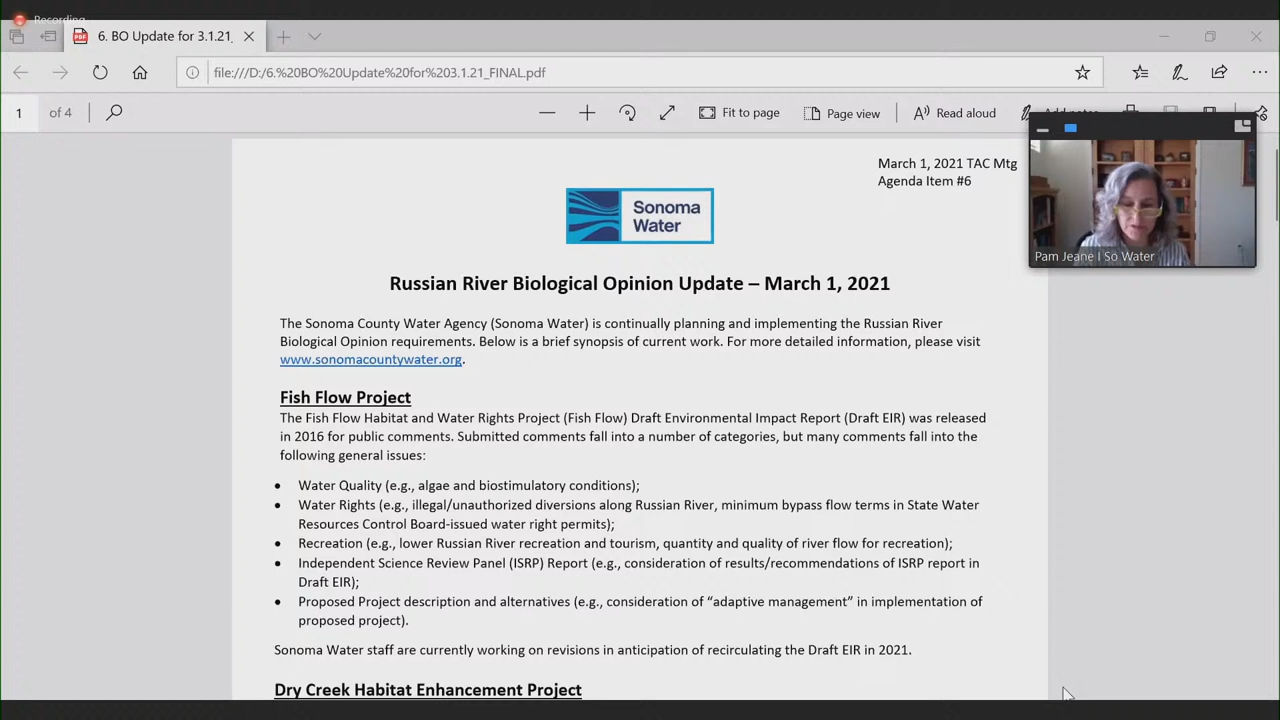 Recording
6. BO Update for 3.1.21_
file:///D:/6.%20BO%20Update%20for%203.1.21_FINAL.pdf
1 of 4
Fit to page
Page view
Read aloud
Add notes
March 1, 2021 TAC Mtg
Agenda Item #6
Sonoma
Water
Pam Jeane I So Water
Russian River Biological Opinion Update – March 1, 2021
The Sonoma County Water Agency (Sonoma Water) is continually planning and implementing the Russian River
Biological Opinion requirements. Below is a brief synopsis of current work. For more detailed information, please visit
www.sonomacountywater.org.
Fish Flow Project
The Fish Flow Habitat and Water Rights Project (Fish Flow) Draft Environmental Impact Report (Draft EIR) was released
in 2016 for public comments. Submitted comments fall into a number of categories, but many comments fall into the
following general issues:
• Water Quality (e.g., algae and biostimulatory conditions);
• Water Rights (e.g., illegal/unauthorized diversions along Russian River, minimum bypass flow terms in State Water
Resources Control Board-issued water right permits);
• Recreation (e.g., lower Russian River recreation and tourism, quantity and quality of river flow for recreation);
• Independent Science Review Panel (ISRP) Report (e.g., consideration of results/recommendations of ISRP report in
Draft EIR);
• Proposed Project description and alternatives (e.g., consideration of “adaptive management” in implementation of
proposed project).
Sonoma Water staff are currently working on revisions in anticipation of recirculating the Draft EIR in 2021.
Dry Creek Habitat Enhancement Project